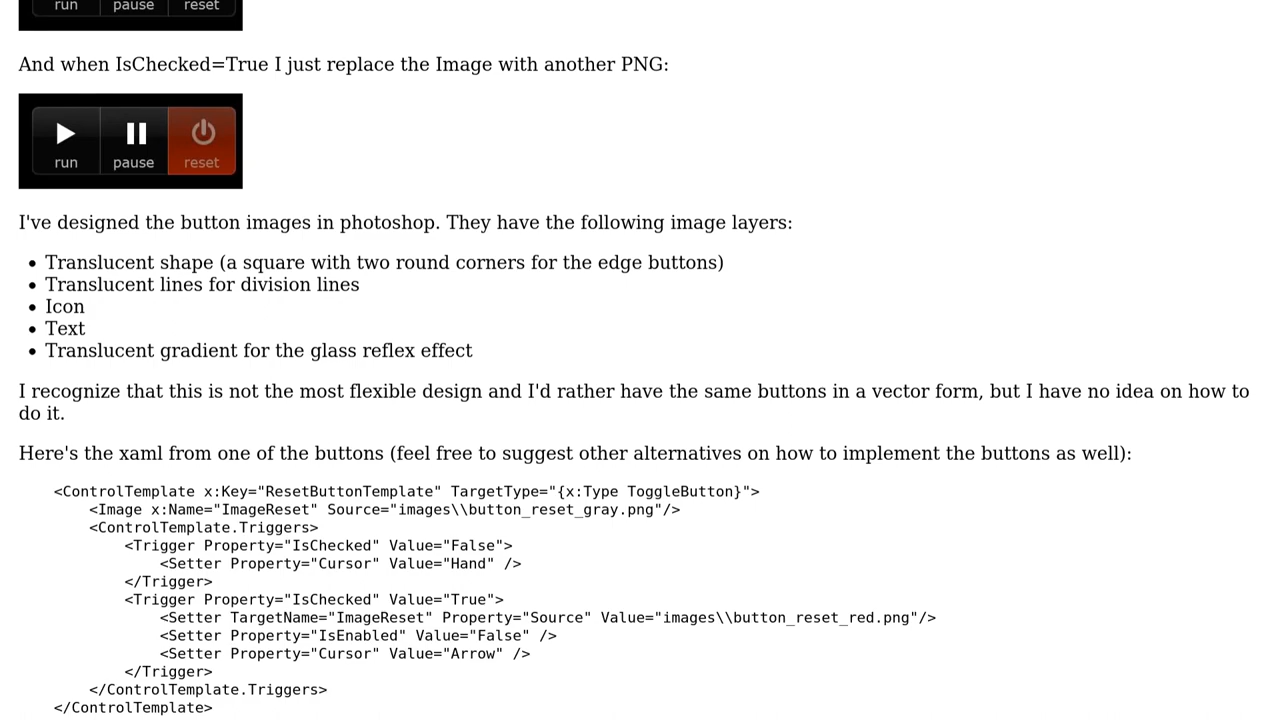 run pause reset
And when IsChecked=True I just replace the Image with another PNG:
run pause reset
I've designed the button images in photoshop. They have the following image layers:
• Translucent shape (a square with two round corners for the edge buttons)
• Translucent lines for division lines
• Icon
• Text
• Translucent gradient for the glass reflex effect
I recognize that this is not the most flexible design and I'd rather have the same buttons in a vector form, but I have no idea on how to
do it.
Here's the xaml from one of the buttons (feel free to suggest other alternatives on how to implement the buttons as well):
<ControlTemplate x:Key="ResetButtonTemplate" TargetType="{x:Type ToggleButton}">
    <Image x:Name="ImageReset" Source="images\\button_reset_gray.png"/>
    <ControlTemplate.Triggers>
        <Trigger Property="IsChecked" Value="False">
            <Setter Property="Cursor" Value="Hand" />
        </Trigger>
        <Trigger Property="IsChecked" Value="True">
            <Setter TargetName="ImageReset" Property="Source" Value="images\\button_reset_red.png"/>
            <Setter Property="IsEnabled" Value="False" />
            <Setter Property="Cursor" Value="Arrow" />
        </Trigger>
    </ControlTemplate.Triggers>
</ControlTemplate>